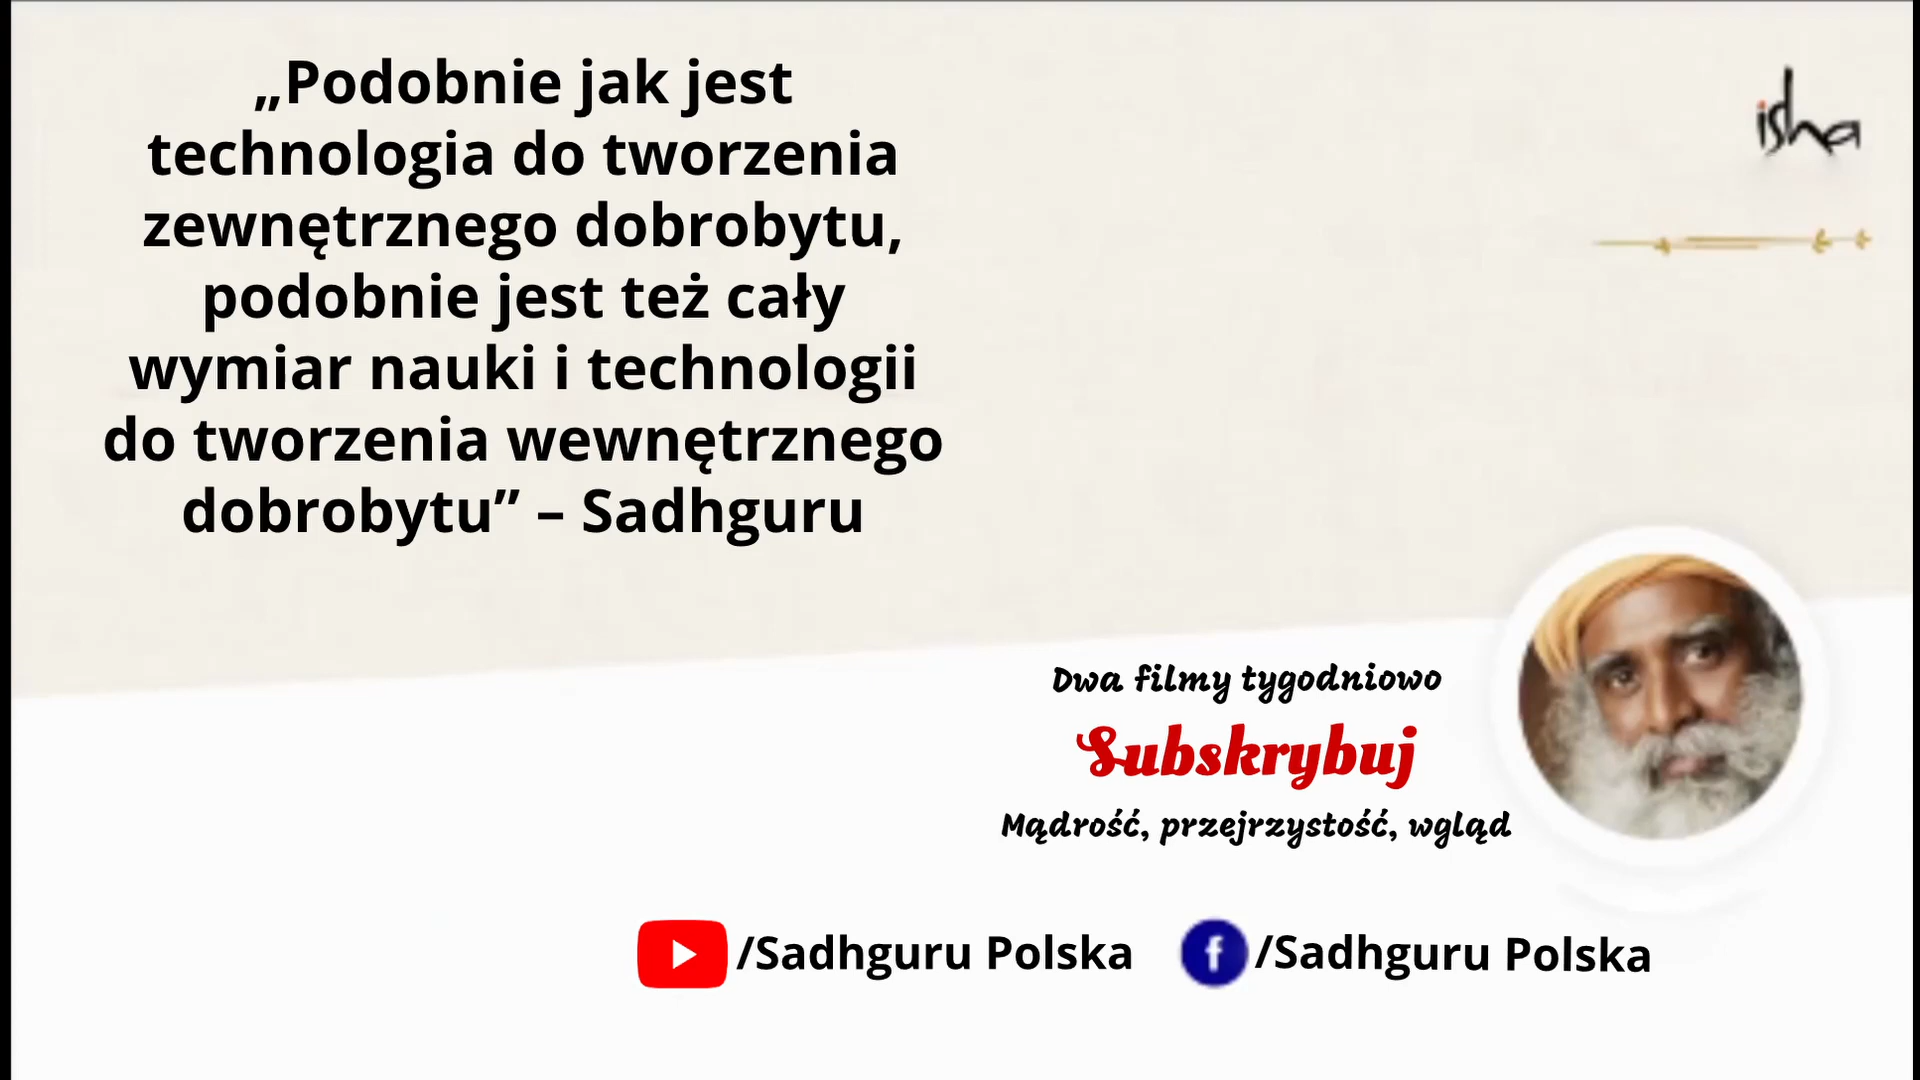 „Podobnie jak jest
technologia do tworzenia
zewnętrznego dobrobytu,
podobnie jest też cały
wymiar nauki i technologii
do tworzenia wewnętrznego
dobrobytu” – Sadhguru
isha
Dwa filmy tygodniowo
Subskrybuj
Mądrość, przejrzystość, wgląd
/Sadhguru Polska
/Sadhguru Polska